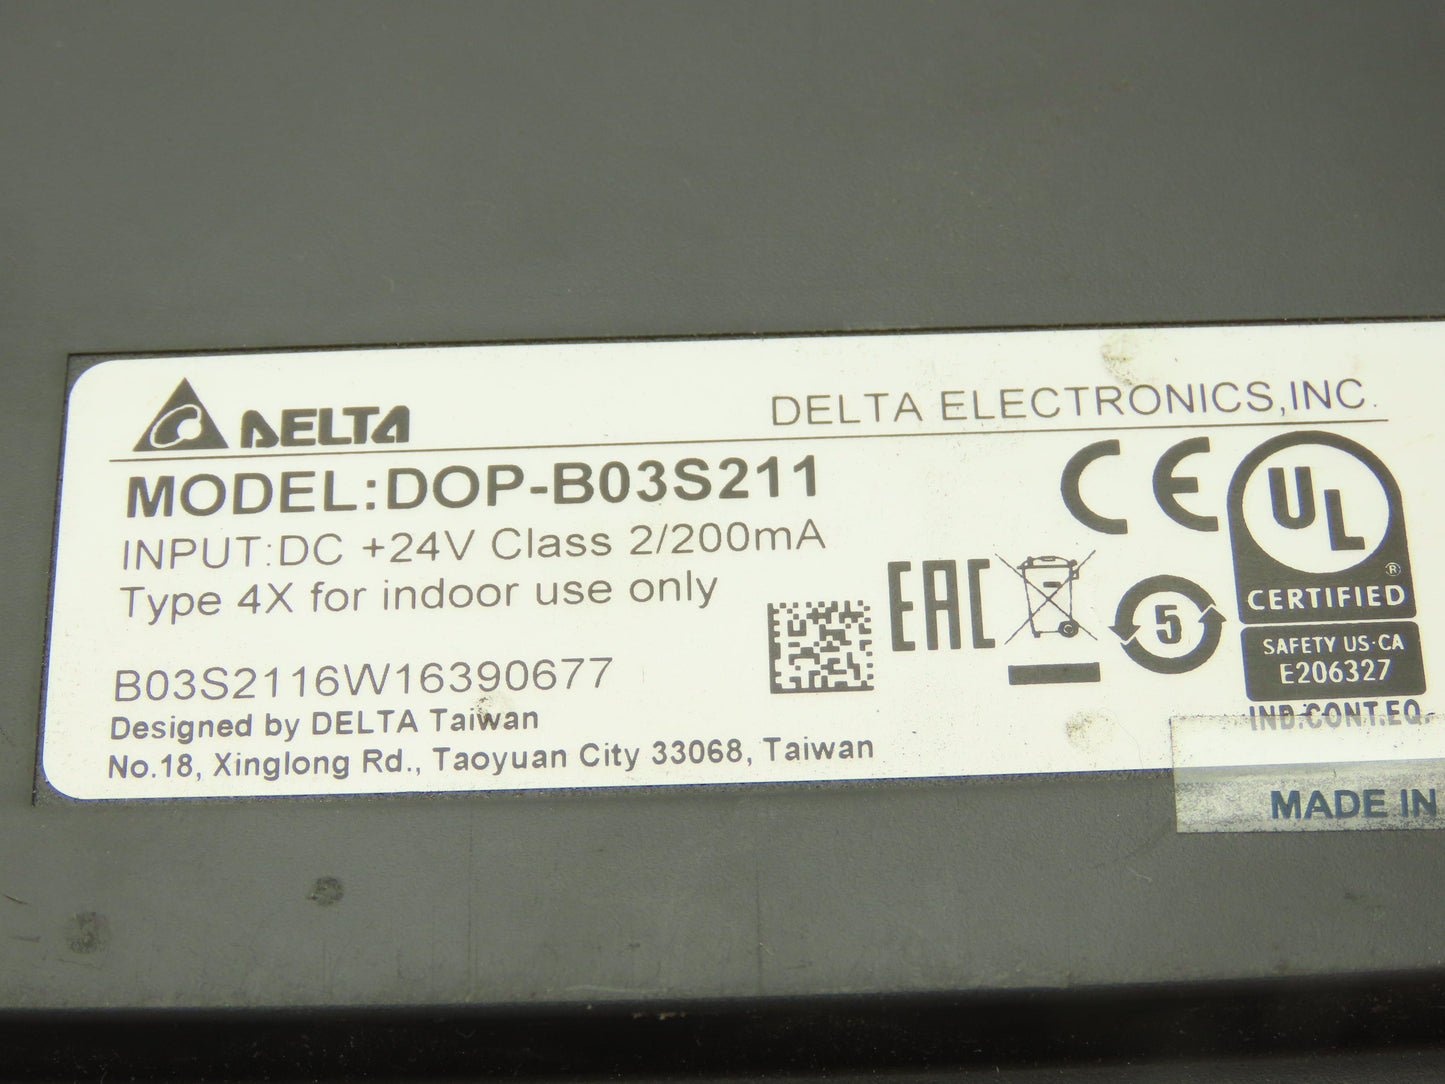 DELTA
DELTA ELECTRONICS,INC.
MODEL:DOP-B03S211
INPUT:DC +24V Class 2/200mA
Type 4X for indoor use only
B03S2116W16390677
Designed by DELTA Taiwan
No.18, Xinglong Rd., Taoyuan City 33068, Taiwan
CE
EAC
5
UL
®
CERTIFIED
SAFETY US·CA
E206327
IND.CONT.EQ.
MADE IN